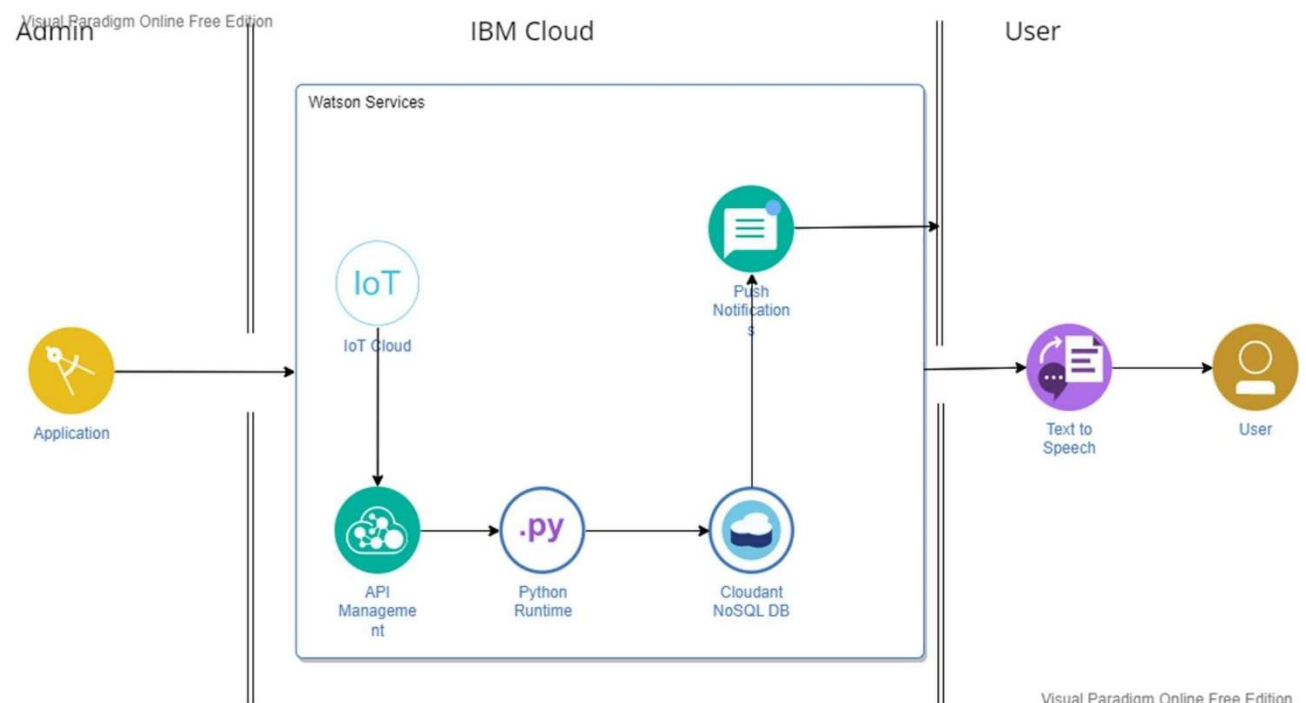 Visual Paradigm Online Free Edition
Admin
IBM Cloud
User
Watson Services
IoT
IoT Cloud
Push
Notification
s
Application
Text to
Speech
User
.py
API
Manageme
nt
Python
Runtime
Cloudant
NoSQL DB
Visual Paradigm Online Free Edition